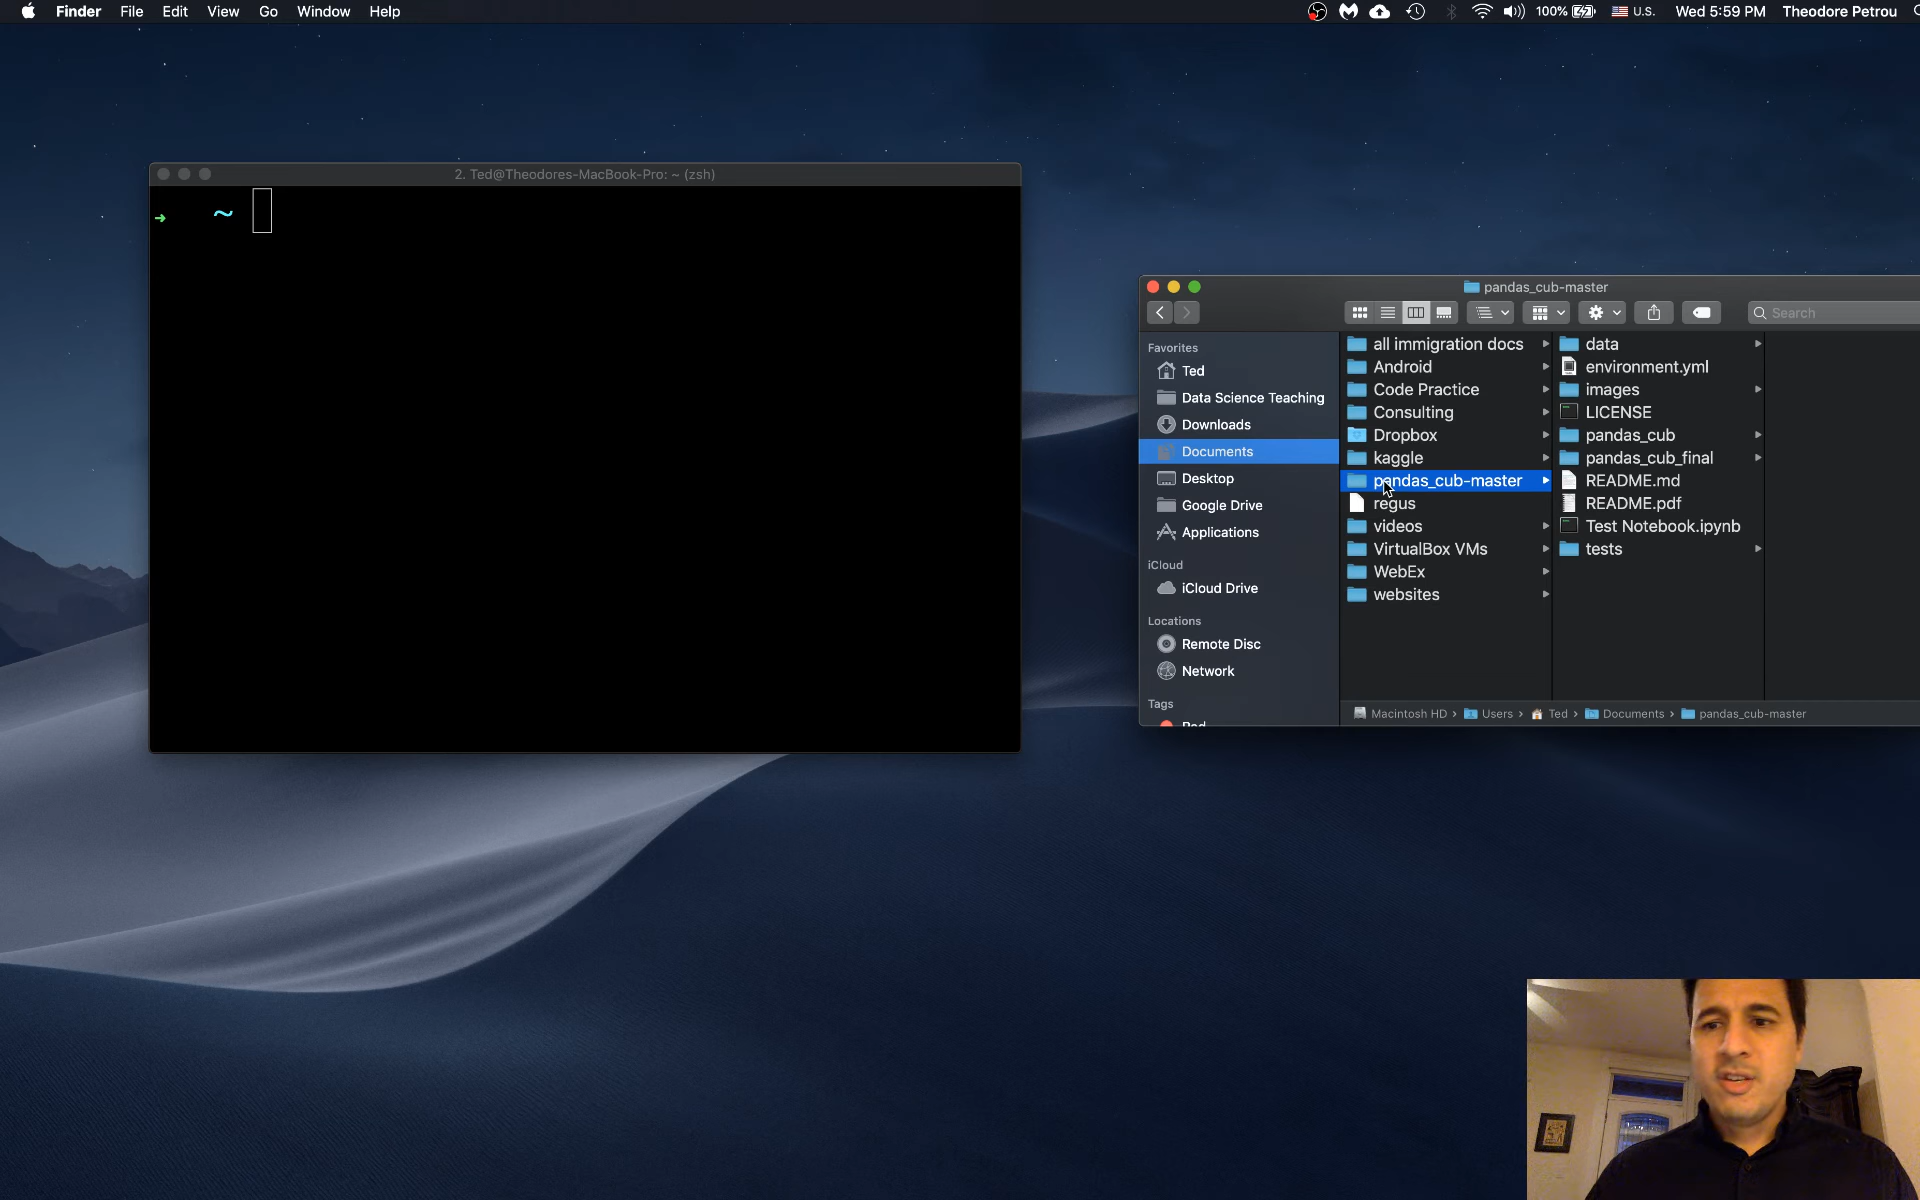 Finder File Edit View Go Window Help
100% U.S. Wed 5:59 PM Theodore Petrou
2. Ted@Theodores-MacBook-Pro: ~ (zsh)
➜ ~
pandas_cub-master
Search
Favorites
Ted
Data Science Teaching
Downloads
Documents
Desktop
Google Drive
Applications
iCloud
iCloud Drive
Locations
Remote Disc
Network
Tags
Red
all immigration docs
Android
Code Practice
Consulting
Dropbox
kaggle
pandas_cub-master
regus
videos
VirtualBox VMs
WebEx
websites
data
environment.yml
images
LICENSE
pandas_cub
pandas_cub_final
README.md
README.pdf
Test Notebook.ipynb
tests
Macintosh HD › Users › Ted › Documents › pandas_cub-master